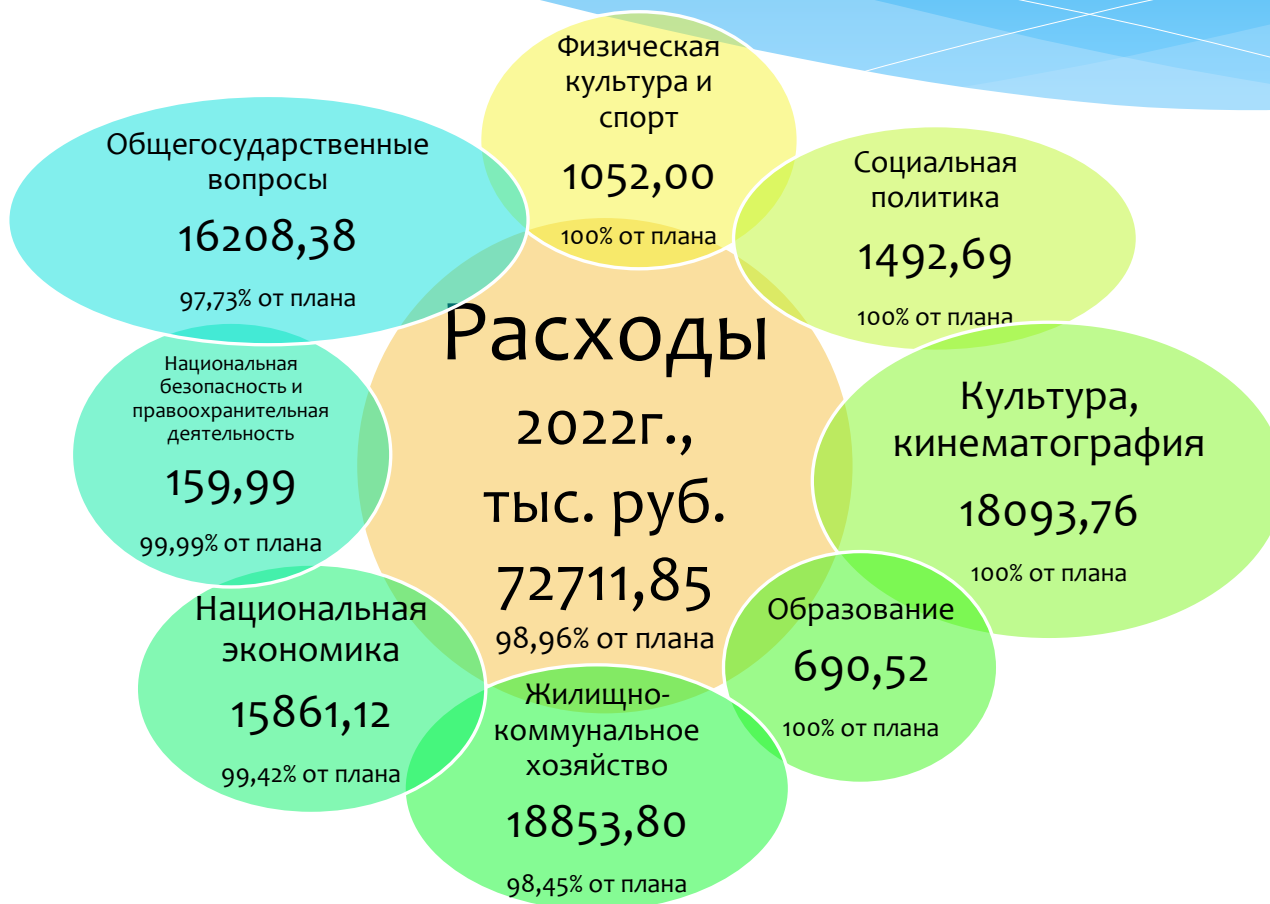 Физическая
культура и
спорт
1052,00
100% от плана
Социальная
политика
1492,69
100% от плана
Культура,
кинематография
18093,76
100% от плана
Образование
690,52
100% от плана
Жилищно-
коммунальное
хозяйство
18853,80
98,45% от плана
Национальная
экономика
15861,12
99,42% от плана
Национальная
безопасность и
правоохранительная
деятельность
159,99
99,99% от плана
Общегосударственные
вопросы
16208,38
97,73% от плана
Расходы
2022г.,
тыс. руб.
72711,85
98,96% от плана